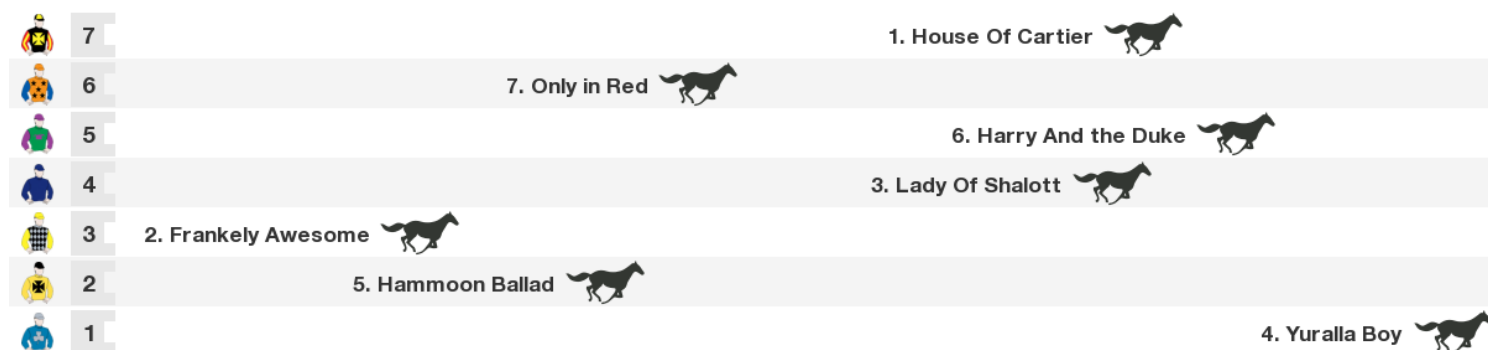 7 1. House Of Cartier
6 7. Only in Red
5 6. Harry And the Duke
4 3. Lady Of Shalott
3 2. Frankely Awesome
2 5. Hammoon Ballad
1 4. Yuralla Boy